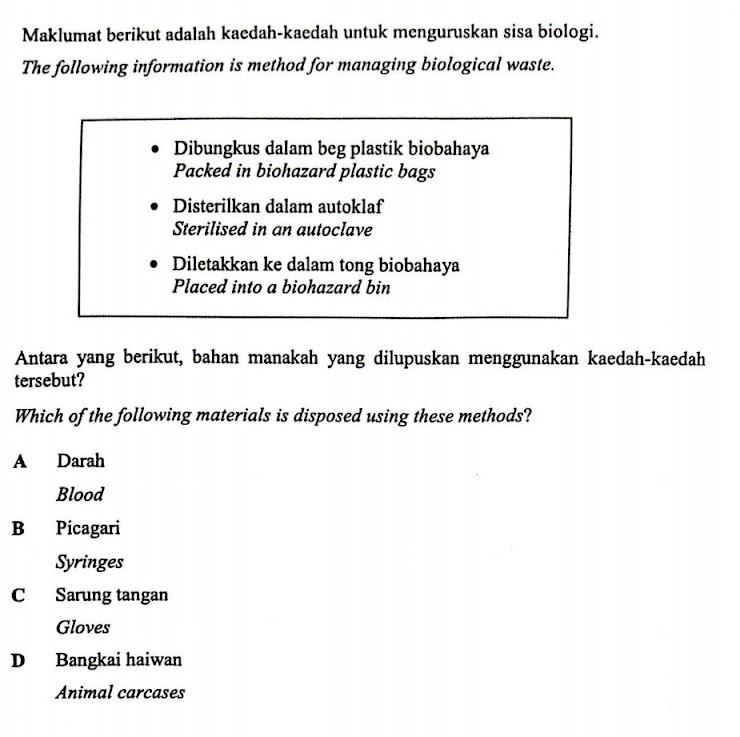 Maklumat berikut adalah kaedah-kaedah untuk menguruskan sisa biologi.
The following information is method for managing biological waste.
• Dibungkus dalam beg plastik biobahaya
Packed in biohazard plastic bags
• Disterilkan dalam autoklaf
Sterilised in an autoclave
• Diletakkan ke dalam tong biobahaya
Placed into a biohazard bin
Antara yang berikut, bahan manakah yang dilupuskan menggunakan kaedah-kaedah
tersebut?
Which of the following materials is disposed using these methods?
A Darah
Blood
B Picagari
Syringes
C Sarung tangan
Gloves
D Bangkai haiwan
Animal carcases